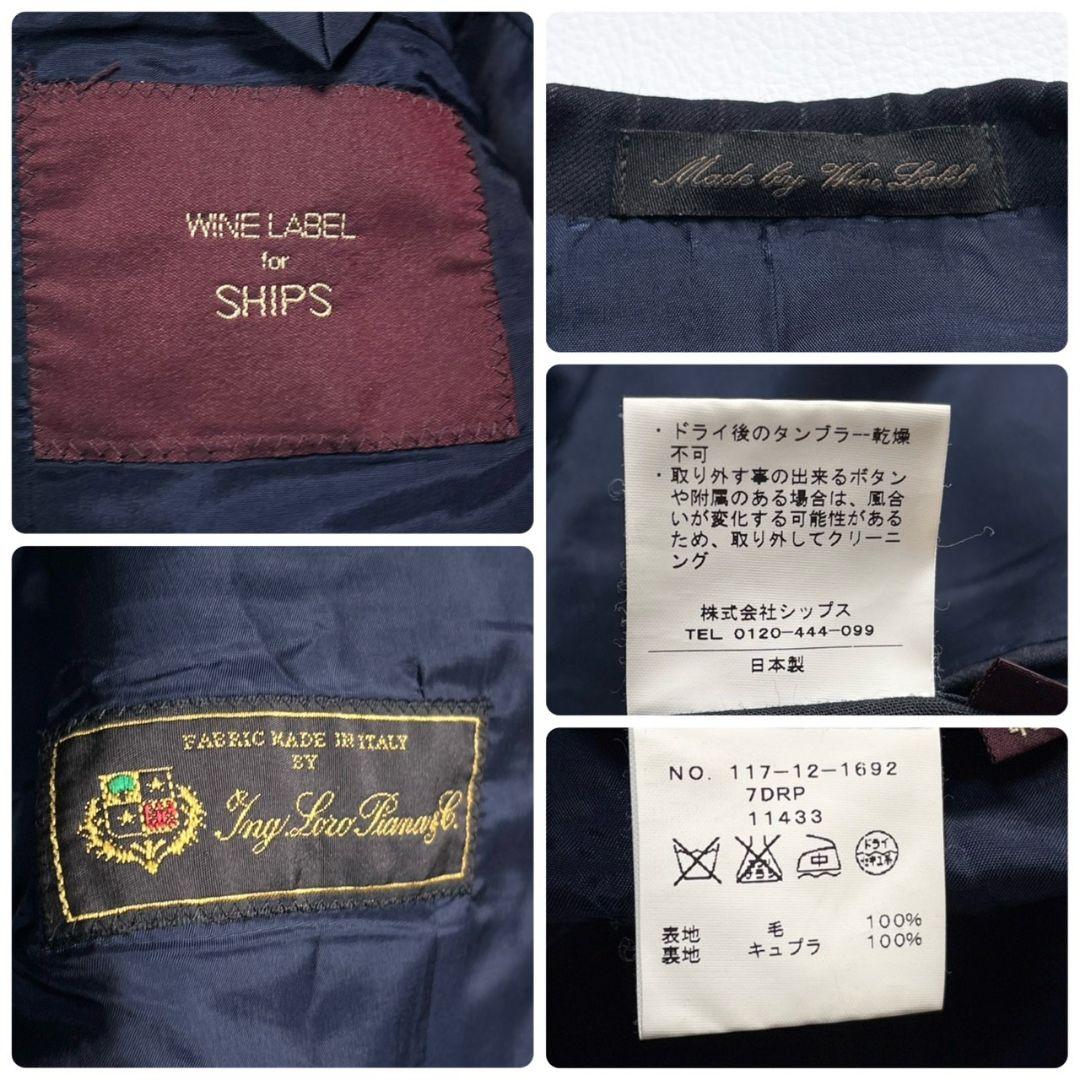 WINE LABEL
for
SHIPS
Made by Wine Label
・ドライ後のタンブラー乾燥
不可
・取り外す事の出来るボタン
や附属のある場合は、風合
いが変化する可能性がある
ため、取り外してクリーニ
ング
株式会社シップス
TEL 0120-444-099
日本製
FABRIC MADE IN ITALY
BY
Ing Loro Piana & C.
NO. 117-12-1692
7DRP
11433
中
ドライ
表地 毛 100%
裏地 キュプラ 100%